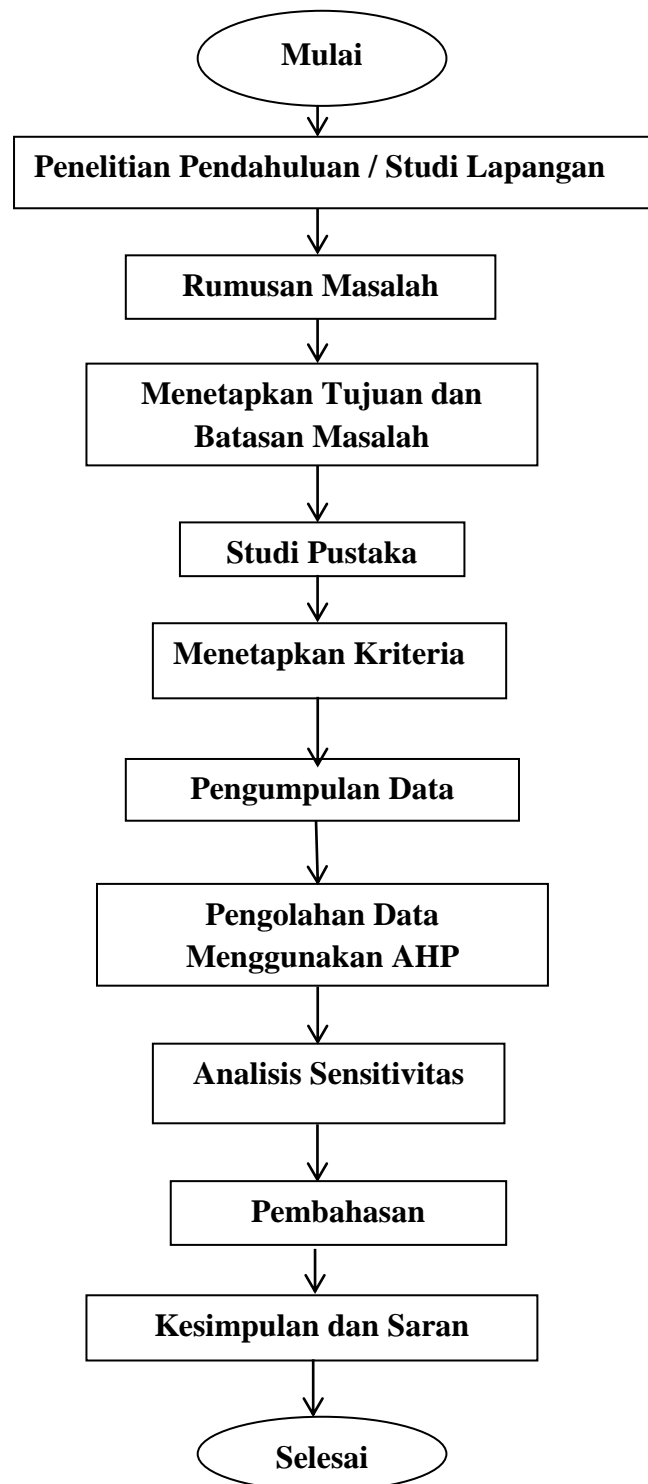 Mulai
Penelitian Pendahuluan / Studi Lapangan
Rumusan Masalah
Menetapkan Tujuan dan
Batasan Masalah
Studi Pustaka
Menetapkan Kriteria
Pengumpulan Data
Pengolahan Data
Menggunakan AHP
Analisis Sensitivitas
Pembahasan
Kesimpulan dan Saran
Selesai